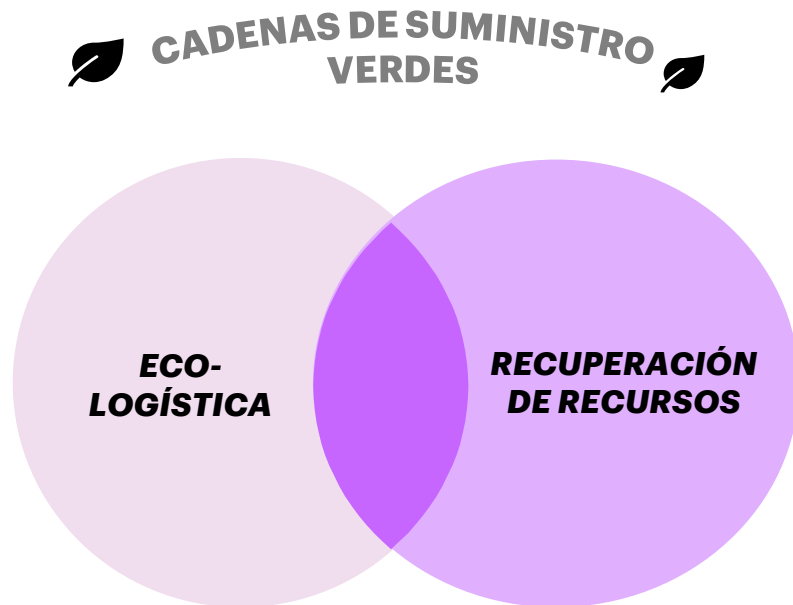 CADENAS DE SUMINISTRO
VERDES
ECO-
LOGÍSTICA
RECUPERACIÓN
DE RECURSOS